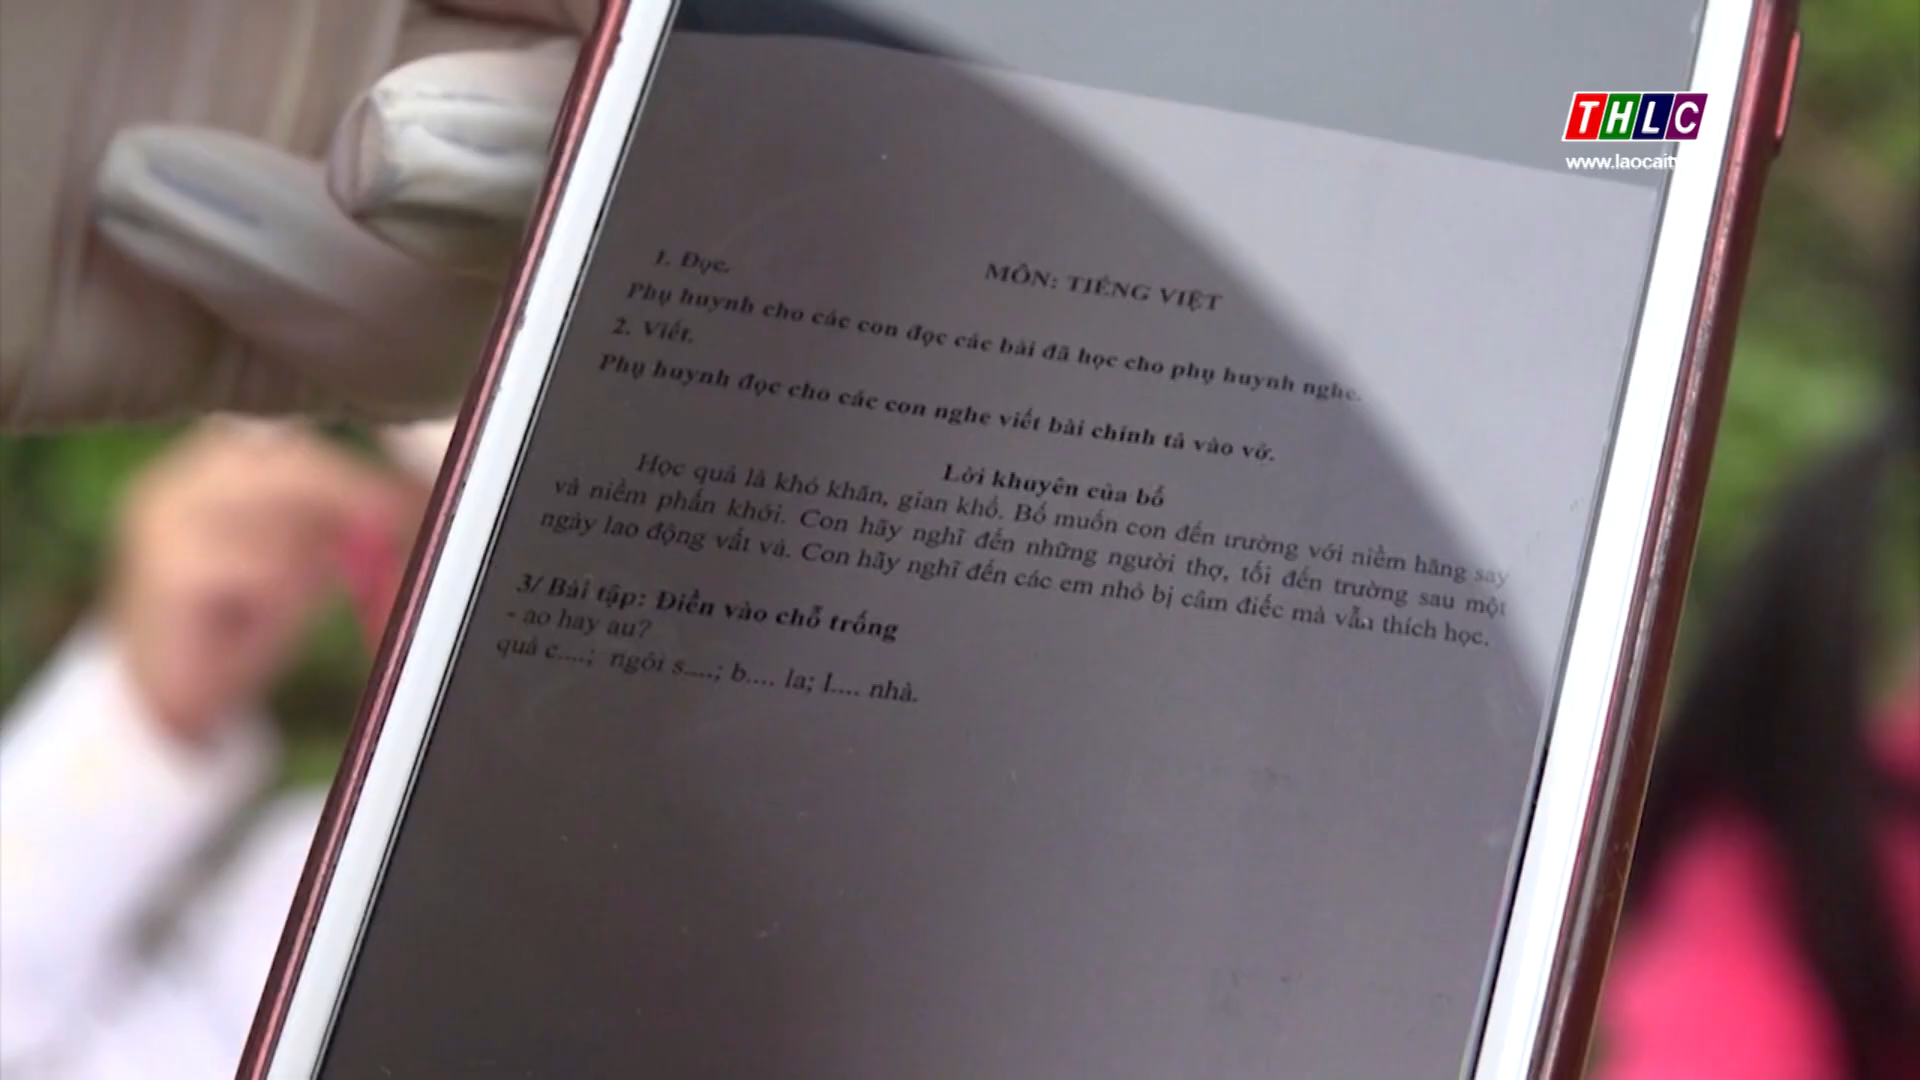 THLC
www.laocaitv
MÔN: TIẾNG VIỆT
1. Đọc.
Phụ huynh cho các con đọc các bài đã học cho phụ huynh nghe.
2. Viết.
Phụ huynh đọc cho các con nghe viết bài chính tả vào vở.
Lời khuyên của bố
Học quả là khó khăn, gian khổ. Bố muốn con đến trường với niềm hăng say
và niềm phấn khởi. Con hãy nghĩ đến những người thợ, tối đến trường sau một
ngày lao động vất vả. Con hãy nghĩ đến các em nhỏ bị câm điếc mà vẫn thích học.
3/ Bài tập: Điền vào chỗ trống
- ao hay au?
quả c....; ngôi s....; b.... la; l.... nhà.